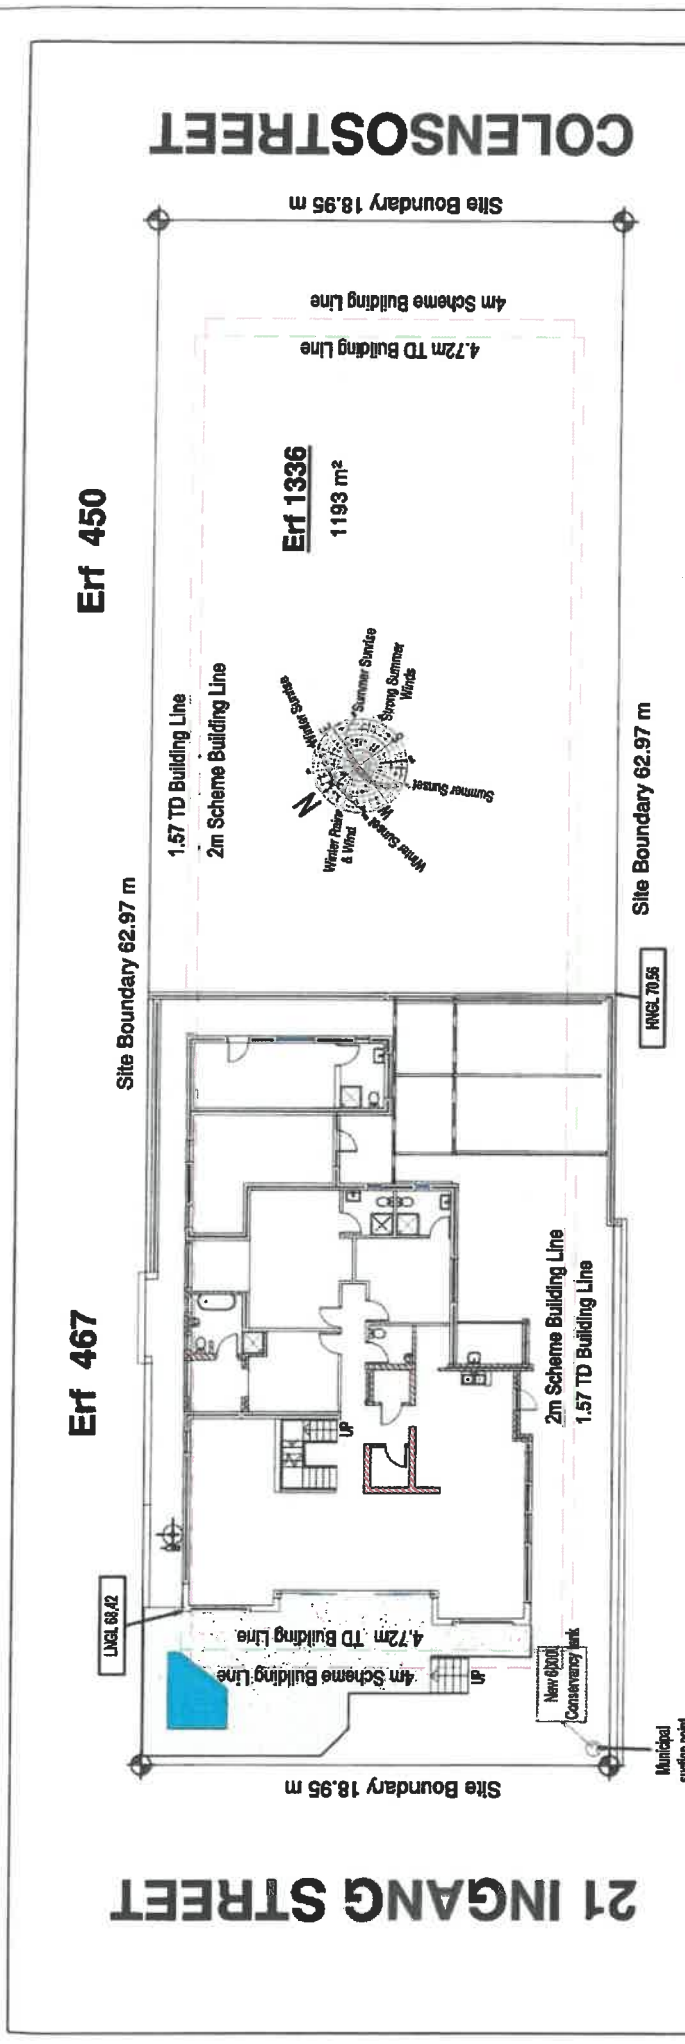 COLENSOSTREET
Site Boundary 18.95 m
4m Scheme Building Line
4.72m TD Building Line
Erf 450
Erf 1336
1193 m²
1.57 TD Building Line
2m Scheme Building Line
Winter Sunrise
Summer Sunrise
Strong Summer
Winds
N
E
S
W
Winter Rains
& Wind
Winter Sunset
Summer Sunset
Site Boundary 62.97 m
Site Boundary 62.97 m
HNGL 70,56
Erf 467
2m Scheme Building Line
1.57 TD Building Line
UP
LNGL 68,42
4,72m TD Building Line
4m Scheme Building Line
UP
New 6000l
Conservancy tank
Municipal
suction point
Site Boundary 18.95 m
21 INGANG STREET